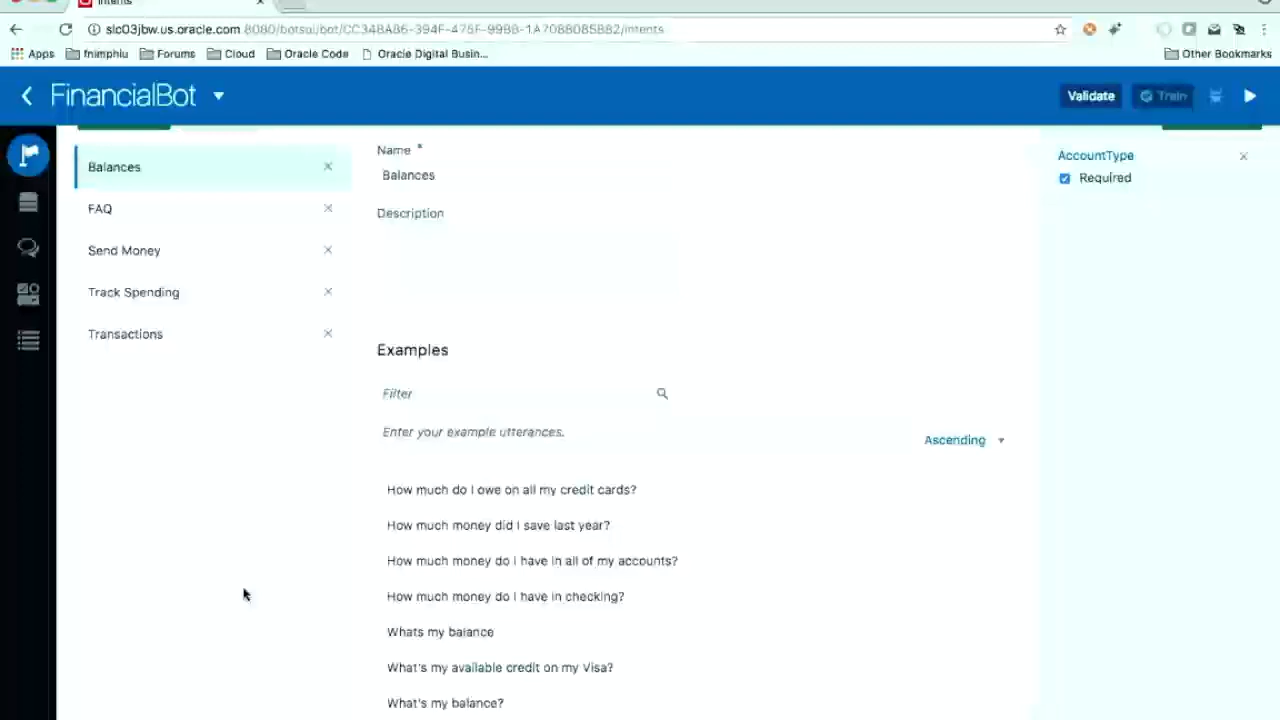 Intents
slc03jbw.us.oracle.com
Apps fnimphiu Forums Cloud Oracle Code Oracle Digital Busin... Other Bookmarks
FinancialBot Validate Train
Balances
FAQ
Send Money
Track Spending
Transactions
Name *
Balances
Description
Examples
Filter
Enter your example utterances.
Ascending
How much do I owe on all my credit cards?
How much money did I save last year?
How much money do I have in all of my accounts?
How much money do I have in checking?
Whats my balance
What's my available credit on my Visa?
What's my balance?
AccountType
Required